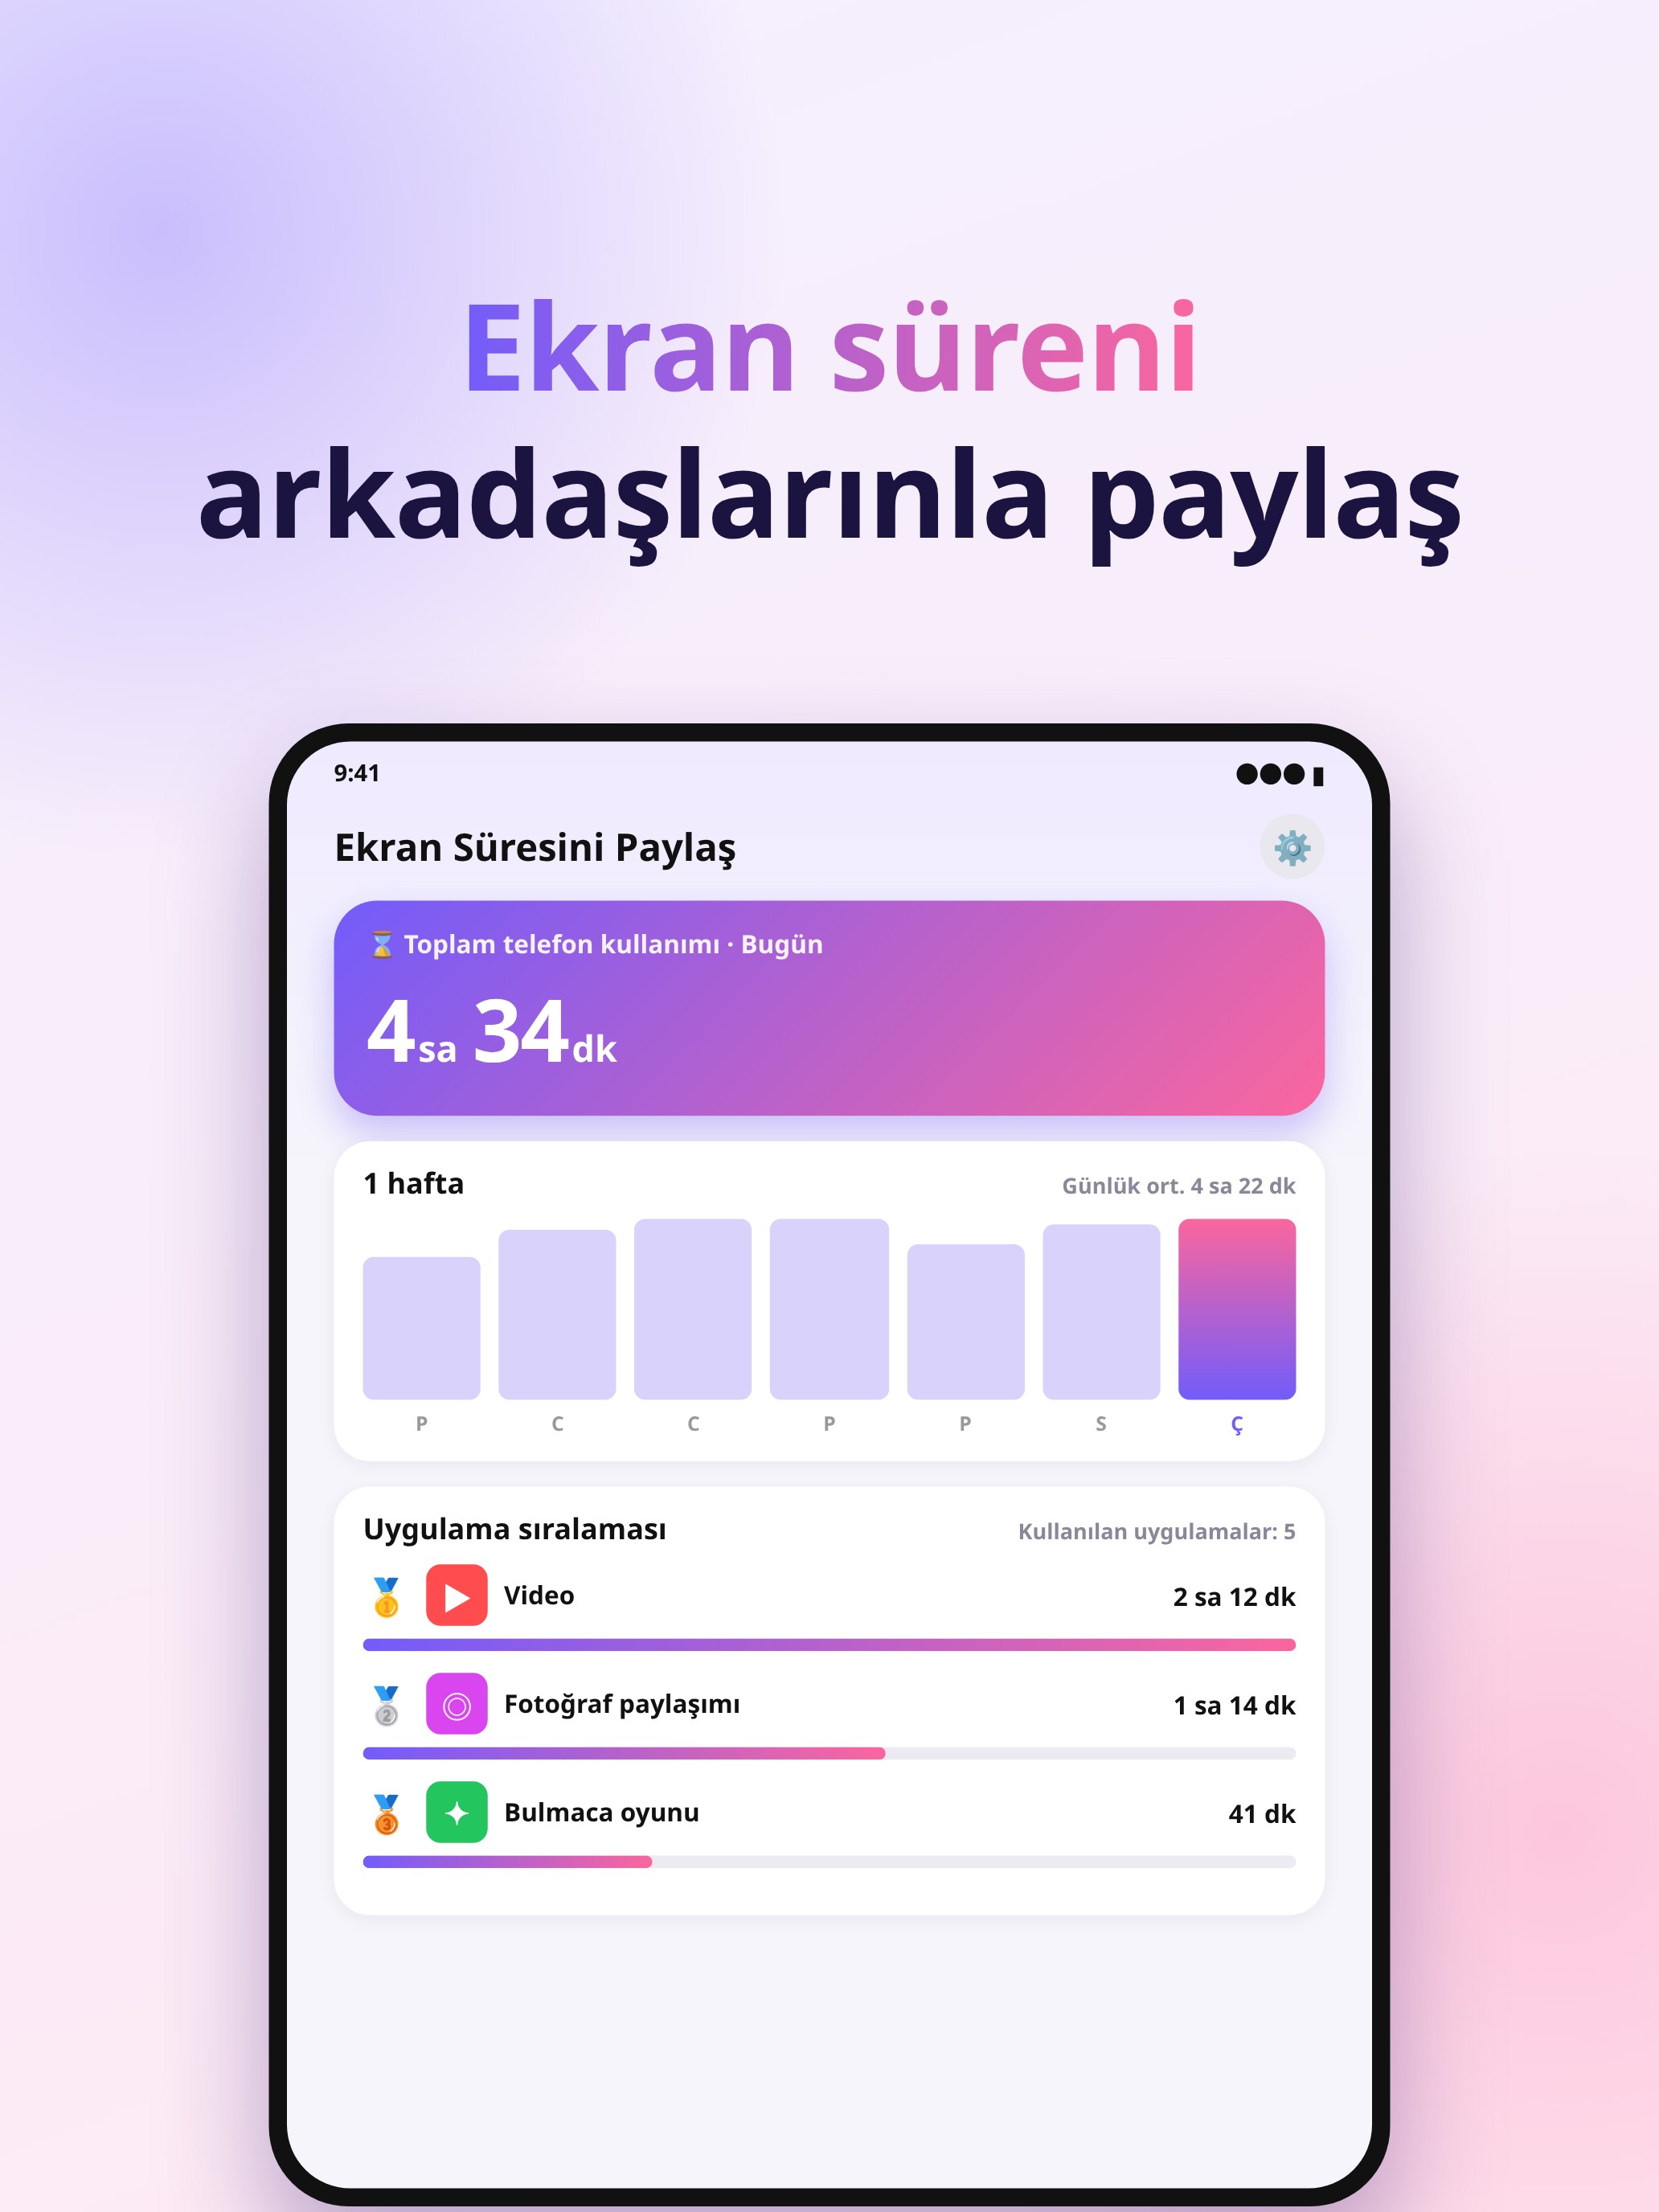 Ekran süreni
arkadaşlarınla paylaş
9:41
Ekran Süresini Paylaş
⌛ Toplam telefon kullanımı · Bugün
4sa 34dk
1 hafta
Günlük ort. 4 sa 22 dk
P C C P P S Ç
Uygulama sıralaması
Kullanılan uygulamalar: 5
🥇 Video 2 sa 12 dk
🥈 Fotoğraf paylaşımı 1 sa 14 dk
🥉 Bulmaca oyunu 41 dk